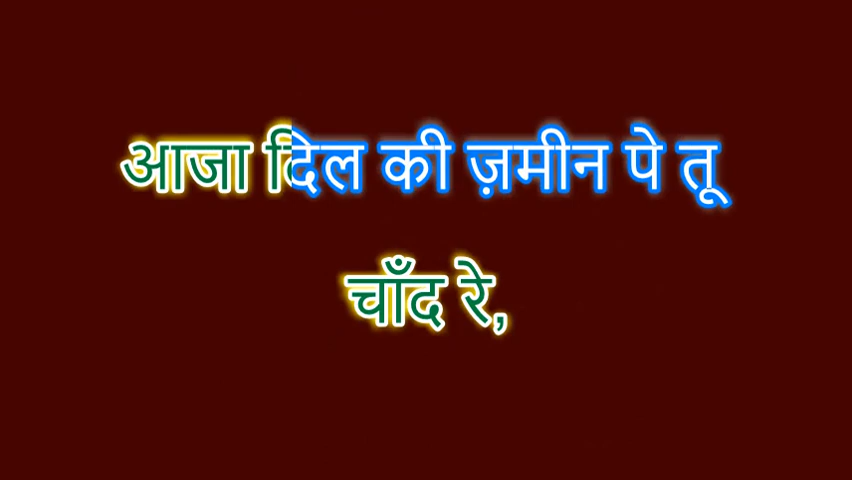 आजा दिल की ज़मीन पे तू
चाँद रे,